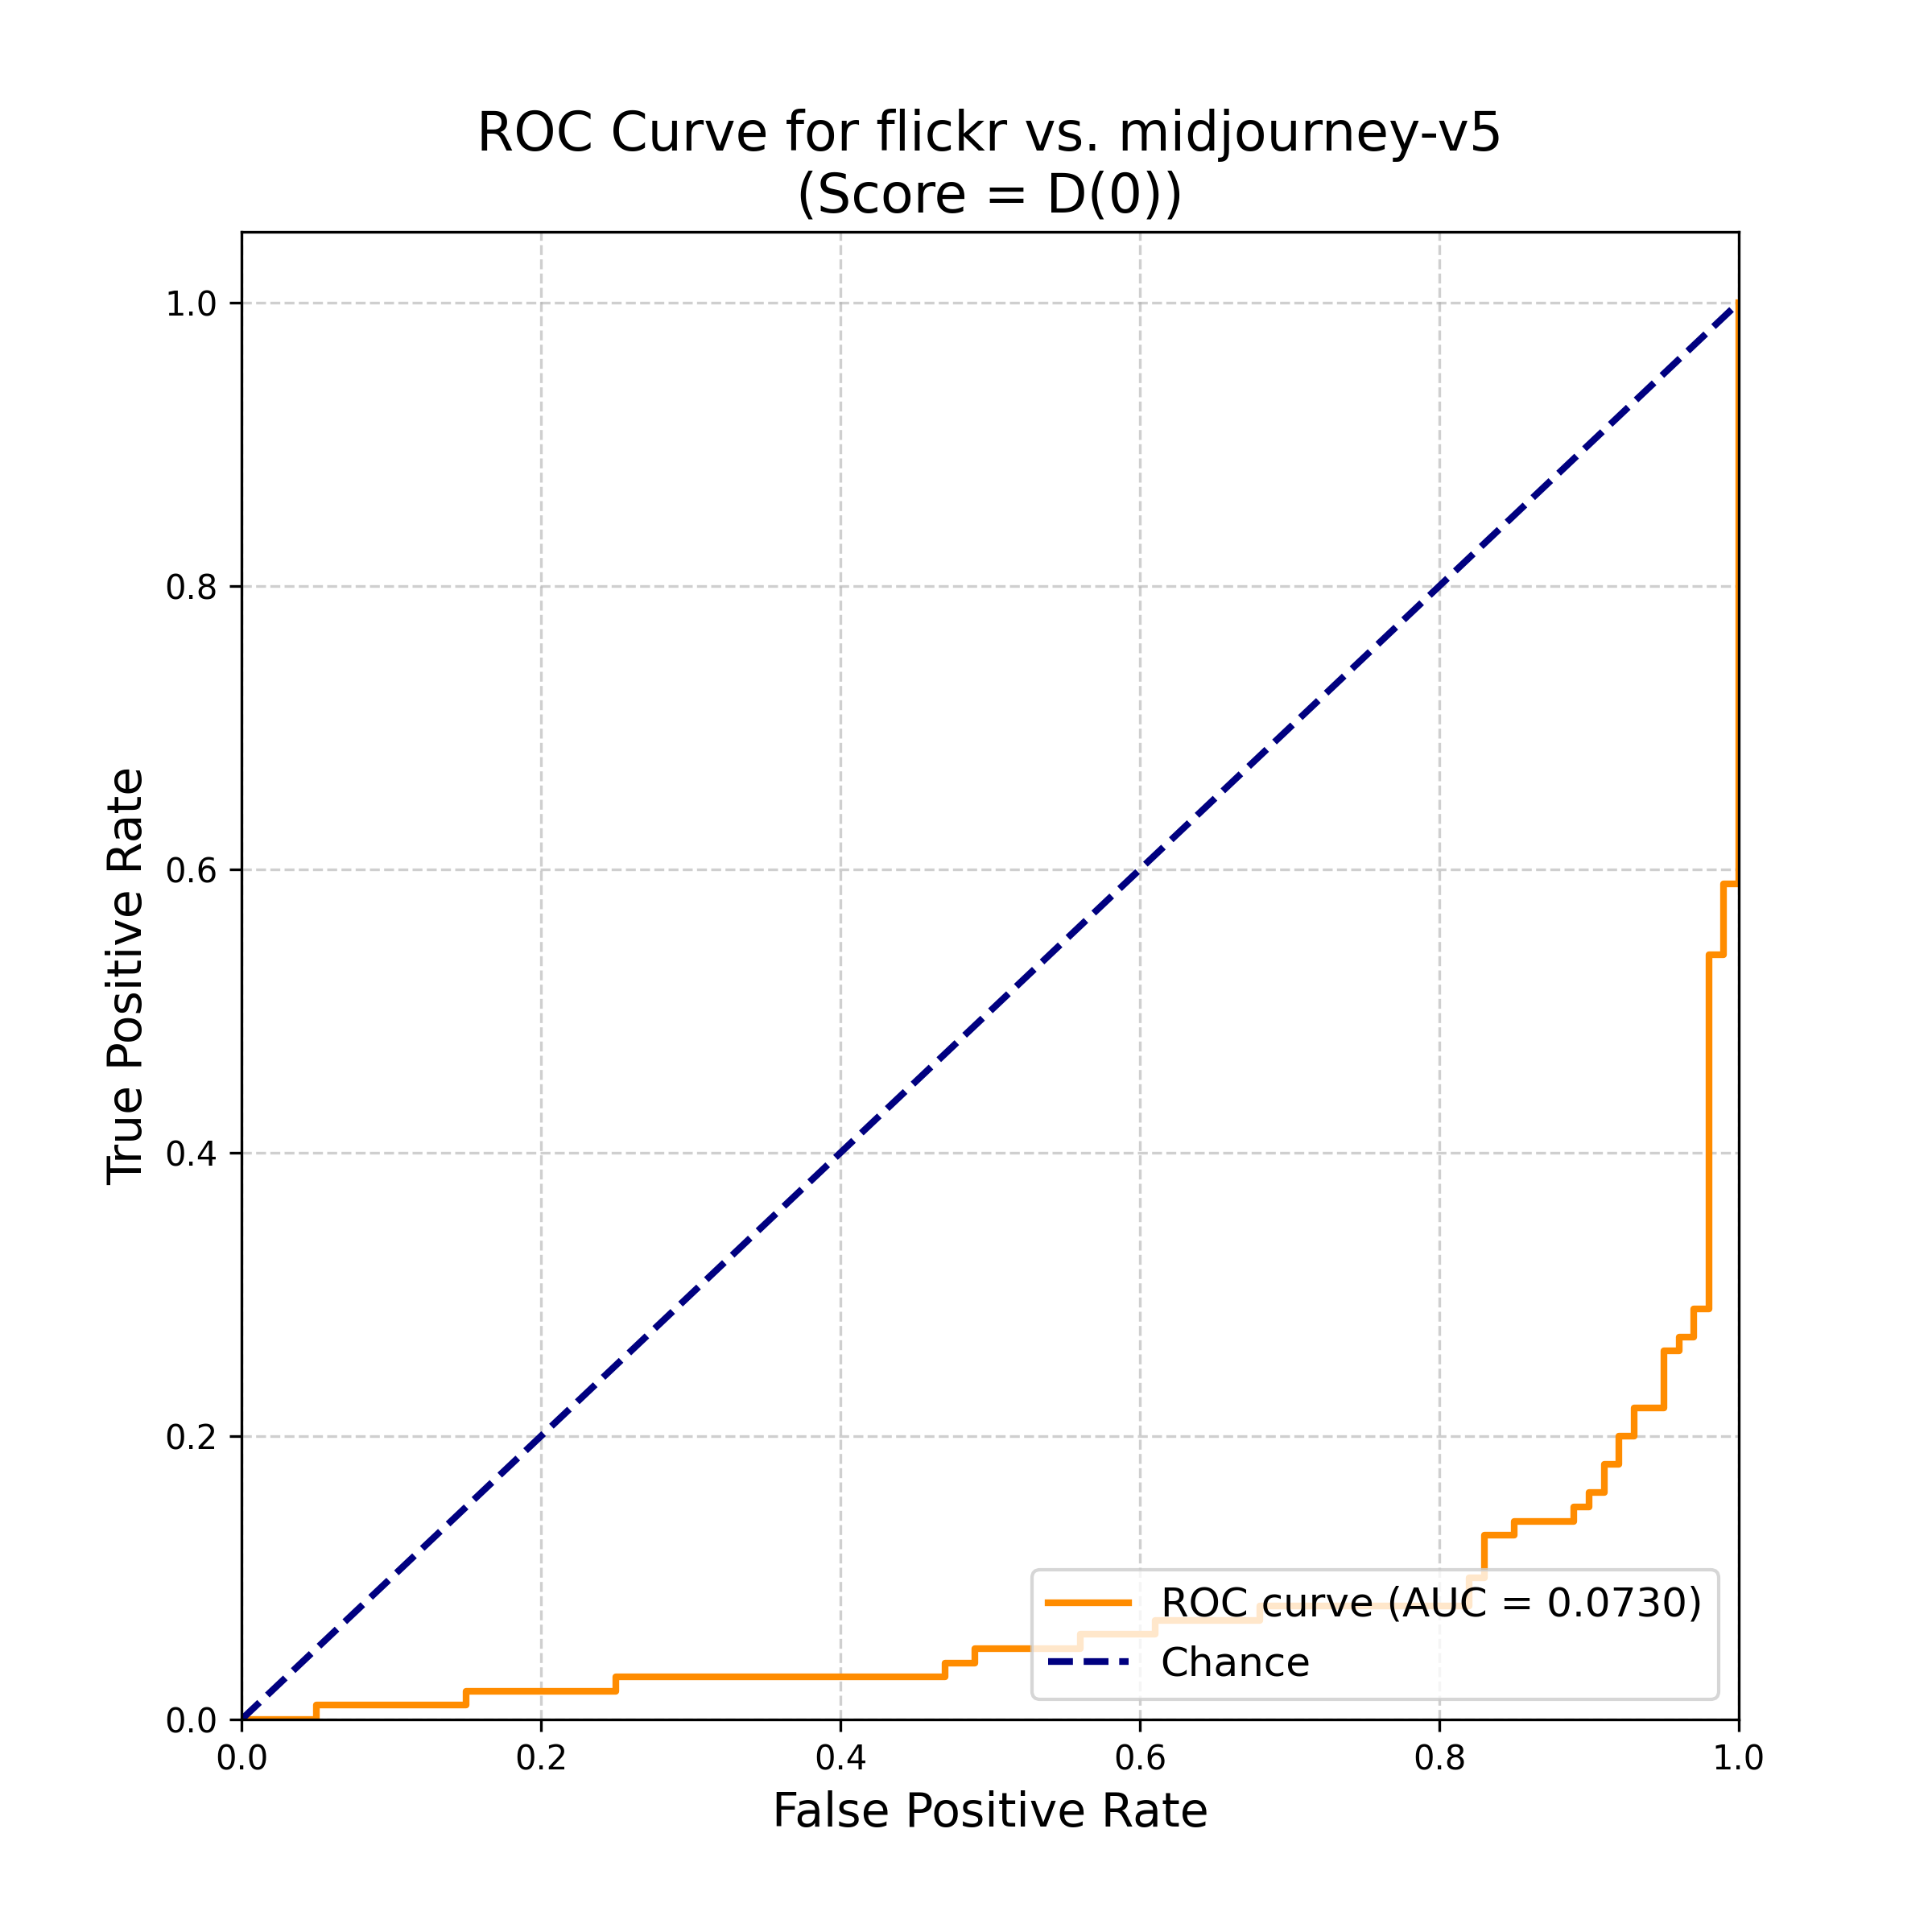 ROC Curve for flickr vs. midjourney-v5
(Score = D(0))
True Positive Rate
1.0
0.8
0.6
0.4
0.2
0.0
0.0 0.2 0.4 0.6 0.8 1.0
False Positive Rate
ROC curve (AUC = 0.0730)
Chance